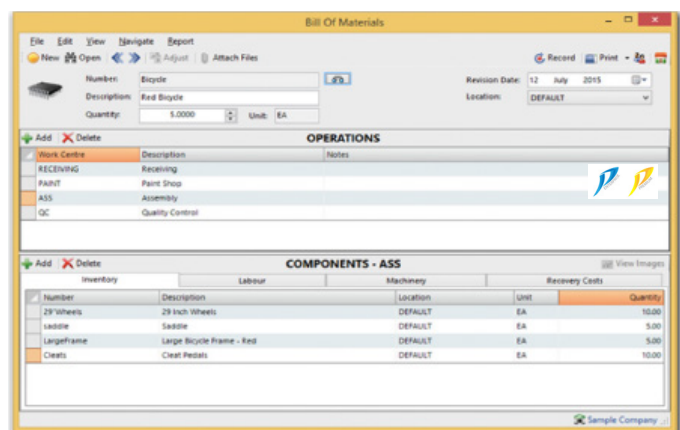 Bill Of Materials
File Edit View Navigate Report
New Open Adjust Attach Files Record Print
Number: Bicycle Revision Date: 12 July 2015
Description: Red Bicycle Location: DEFAULT
Quantity: 5.0000 Unit: EA
Add Delete OPERATIONS
Work Centre Description Notes
RECEIVING Receiving
PAINT Paint Shop
ASS Assembly
QC Quality Control
Add Delete COMPONENTS - ASS View Images
Inventory Labour Machinery Recovery Costs
Number Description Location Unit Quantity
29"Wheels 29 Inch Wheels DEFAULT EA 10.00
saddle Saddle DEFAULT EA 5.00
LargeFrame Large Bicycle Frame - Red DEFAULT EA 5.00
Cleats Cleat Pedals DEFAULT EA 10.00
Sample Company